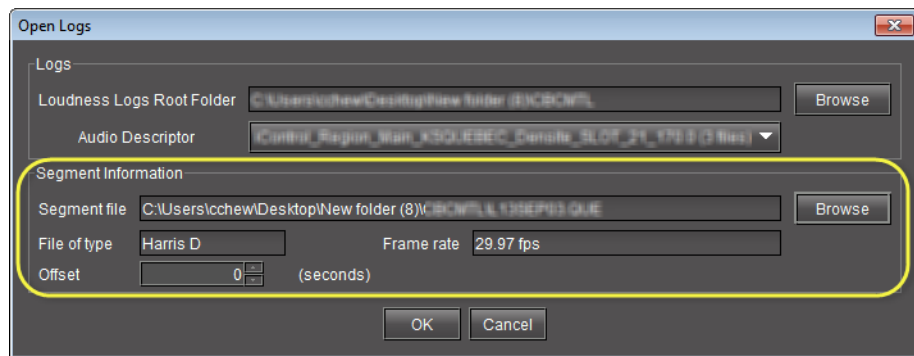 Open Logs
Logs
Loudness Logs Root Folder Browse
Audio Descriptor
Segment Information
Segment file C:\Users\cchew\Desktop\New folder (8)\ Browse
File of type Harris D Frame rate 29.97 fps
Offset 0 (seconds)
OK Cancel